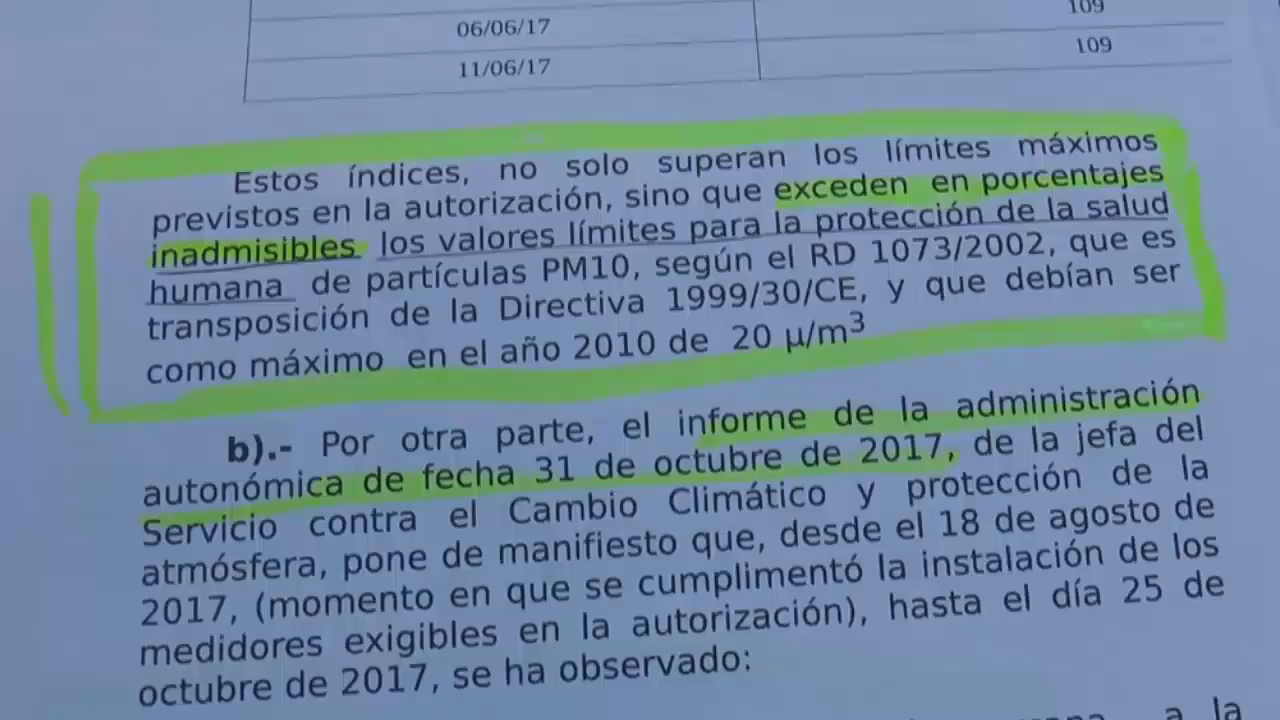 06/06/17 109
11/06/17 109
Estos índices, no solo superan los límites máximos
previstos en la autorización, sino que exceden en porcentajes
inadmisibles los valores límites para la protección de la salud
humana de partículas PM10, según el RD 1073/2002, que es
transposición de la Directiva 1999/30/CE, y que debían ser
como máximo en el año 2010 de 20 µ/m³
b).- Por otra parte, el informe de la administración
autonómica de fecha 31 de octubre de 2017, de la jefa del
Servicio contra el Cambio Climático y protección de la
atmósfera, pone de manifiesto que, desde el 18 de agosto de
2017, (momento en que se cumplimentó la instalación de los
medidores exigibles en la autorización), hasta el día 25 de
octubre de 2017, se ha observado:
a la